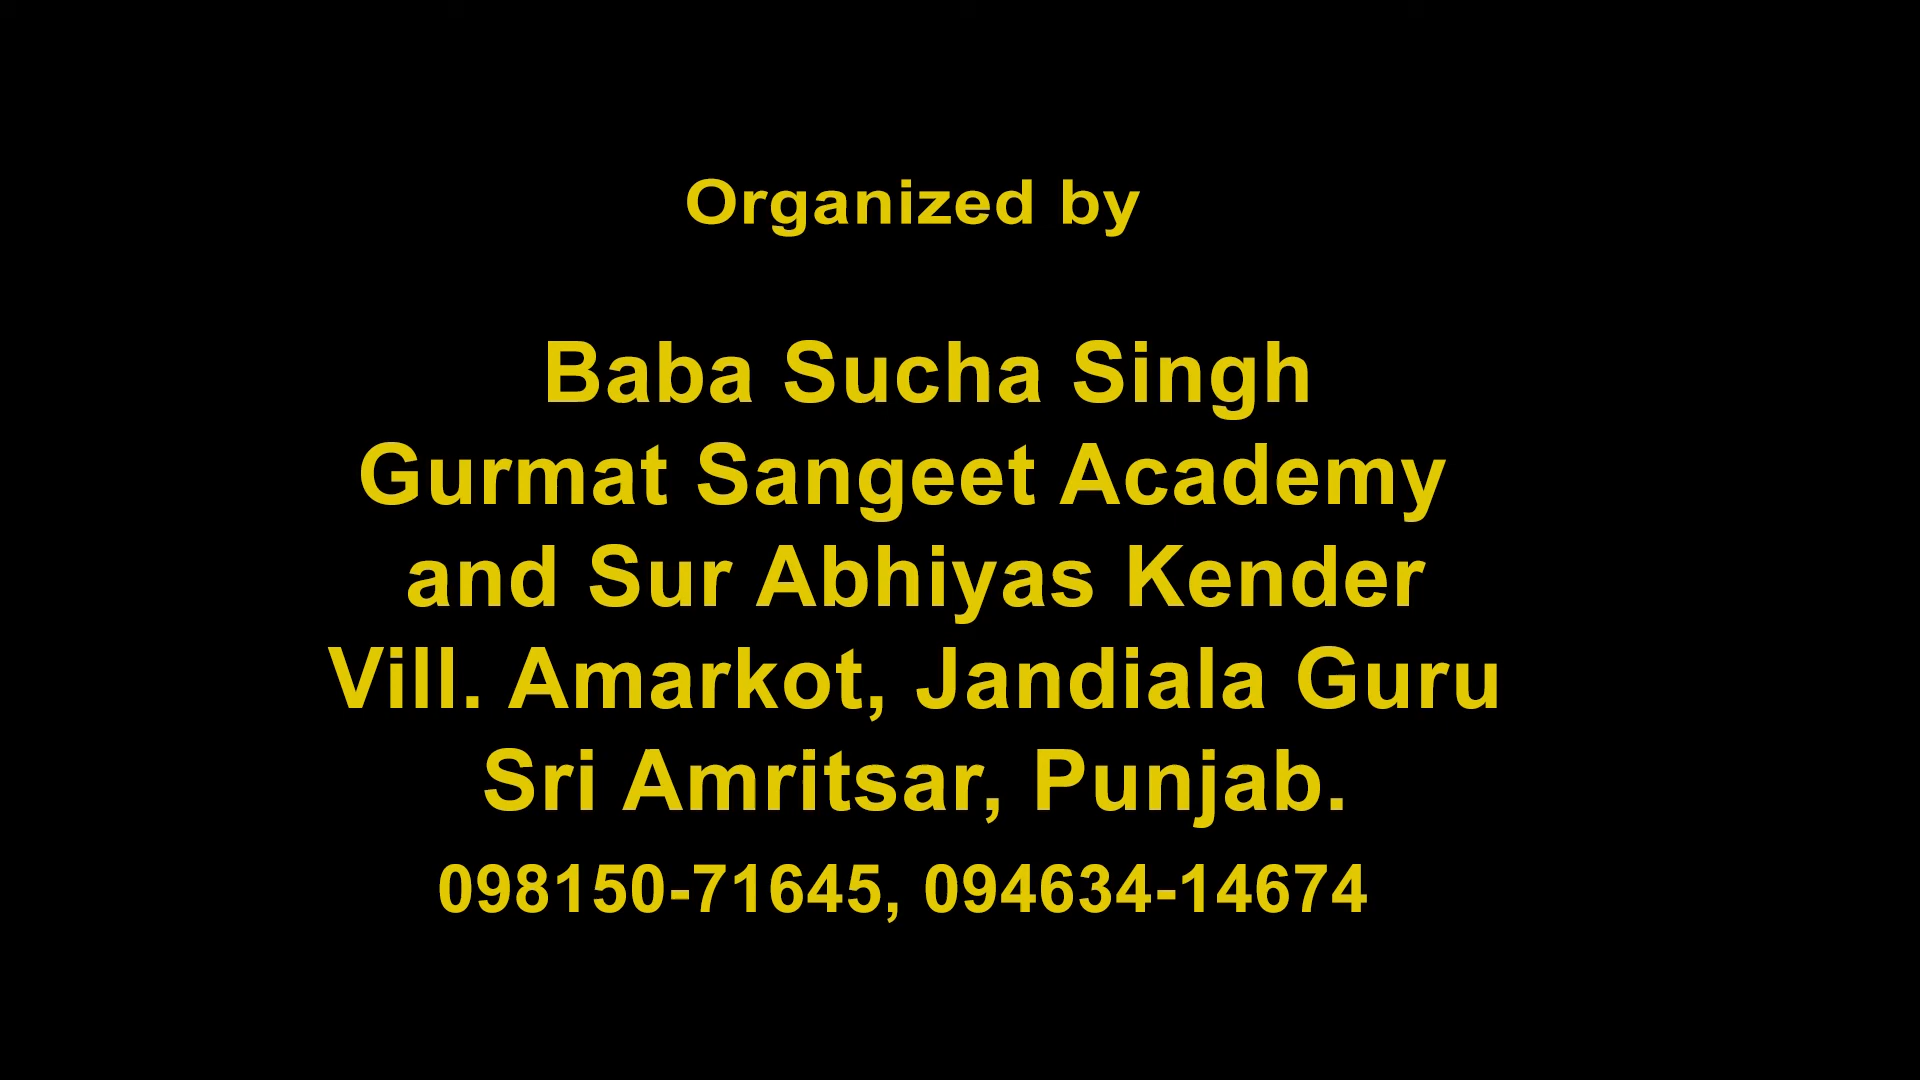 Organized by
Baba Sucha Singh
Gurmat Sangeet Academy
and Sur Abhiyas Kender
Vill. Amarkot, Jandiala Guru
Sri Amritsar, Punjab.
098150-71645, 094634-14674